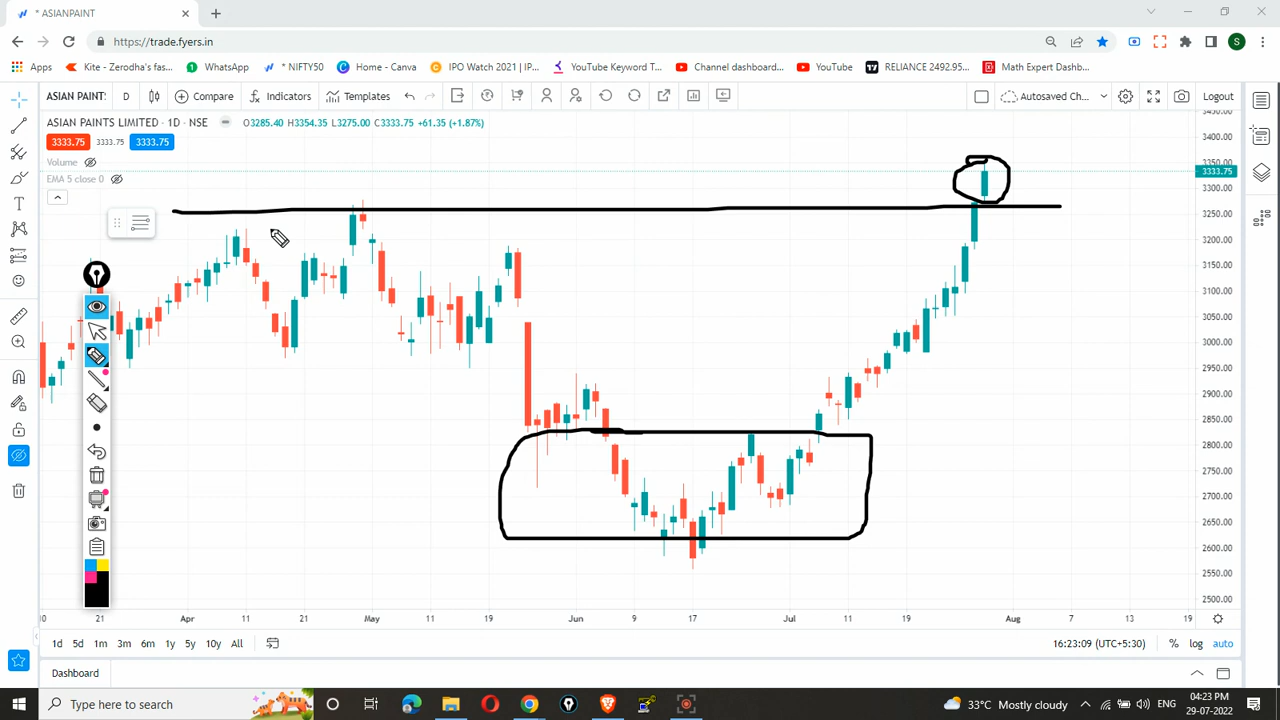 * ASIANPAINT
https://trade.fyers.in
S
Apps Kite - Zerodha's fas... WhatsApp * NIFTY50 Home - Canva IPO Watch 2021 | IP... YouTube Keyword T... Channel dashboard... YouTube RELIANCE 2492.95... Math Expert Dashb...
ASIAN PAINTS D Compare Indicators Templates Autosaved Ch... Logout
ASIAN PAINTS LIMITED · 1D · NSE O3285.40 H3354.35 L3275.00 C3333.75 +61.35 (+1.87%)
3333.75 3333.75 3333.75
Volume
EMA 5 close 0
3450.00
3400.00
3350.00
3333.75
3300.00
3250.00
3200.00
3150.00
3100.00
3050.00
3000.00
2950.00
2900.00
2850.00
2800.00
2750.00
2700.00
2650.00
2600.00
2550.00
2500.00
21 Apr 11 19 May 11 19 Jun 9 17 Jul 11 19 Aug 7 13 19
1d 5d 1m 3m 6m 1y 5y 10y All 16:23:09 (UTC+5:30) % log auto
Dashboard
Type here to search 33°C Mostly cloudy ENG 04:23 PM
29-07-2022